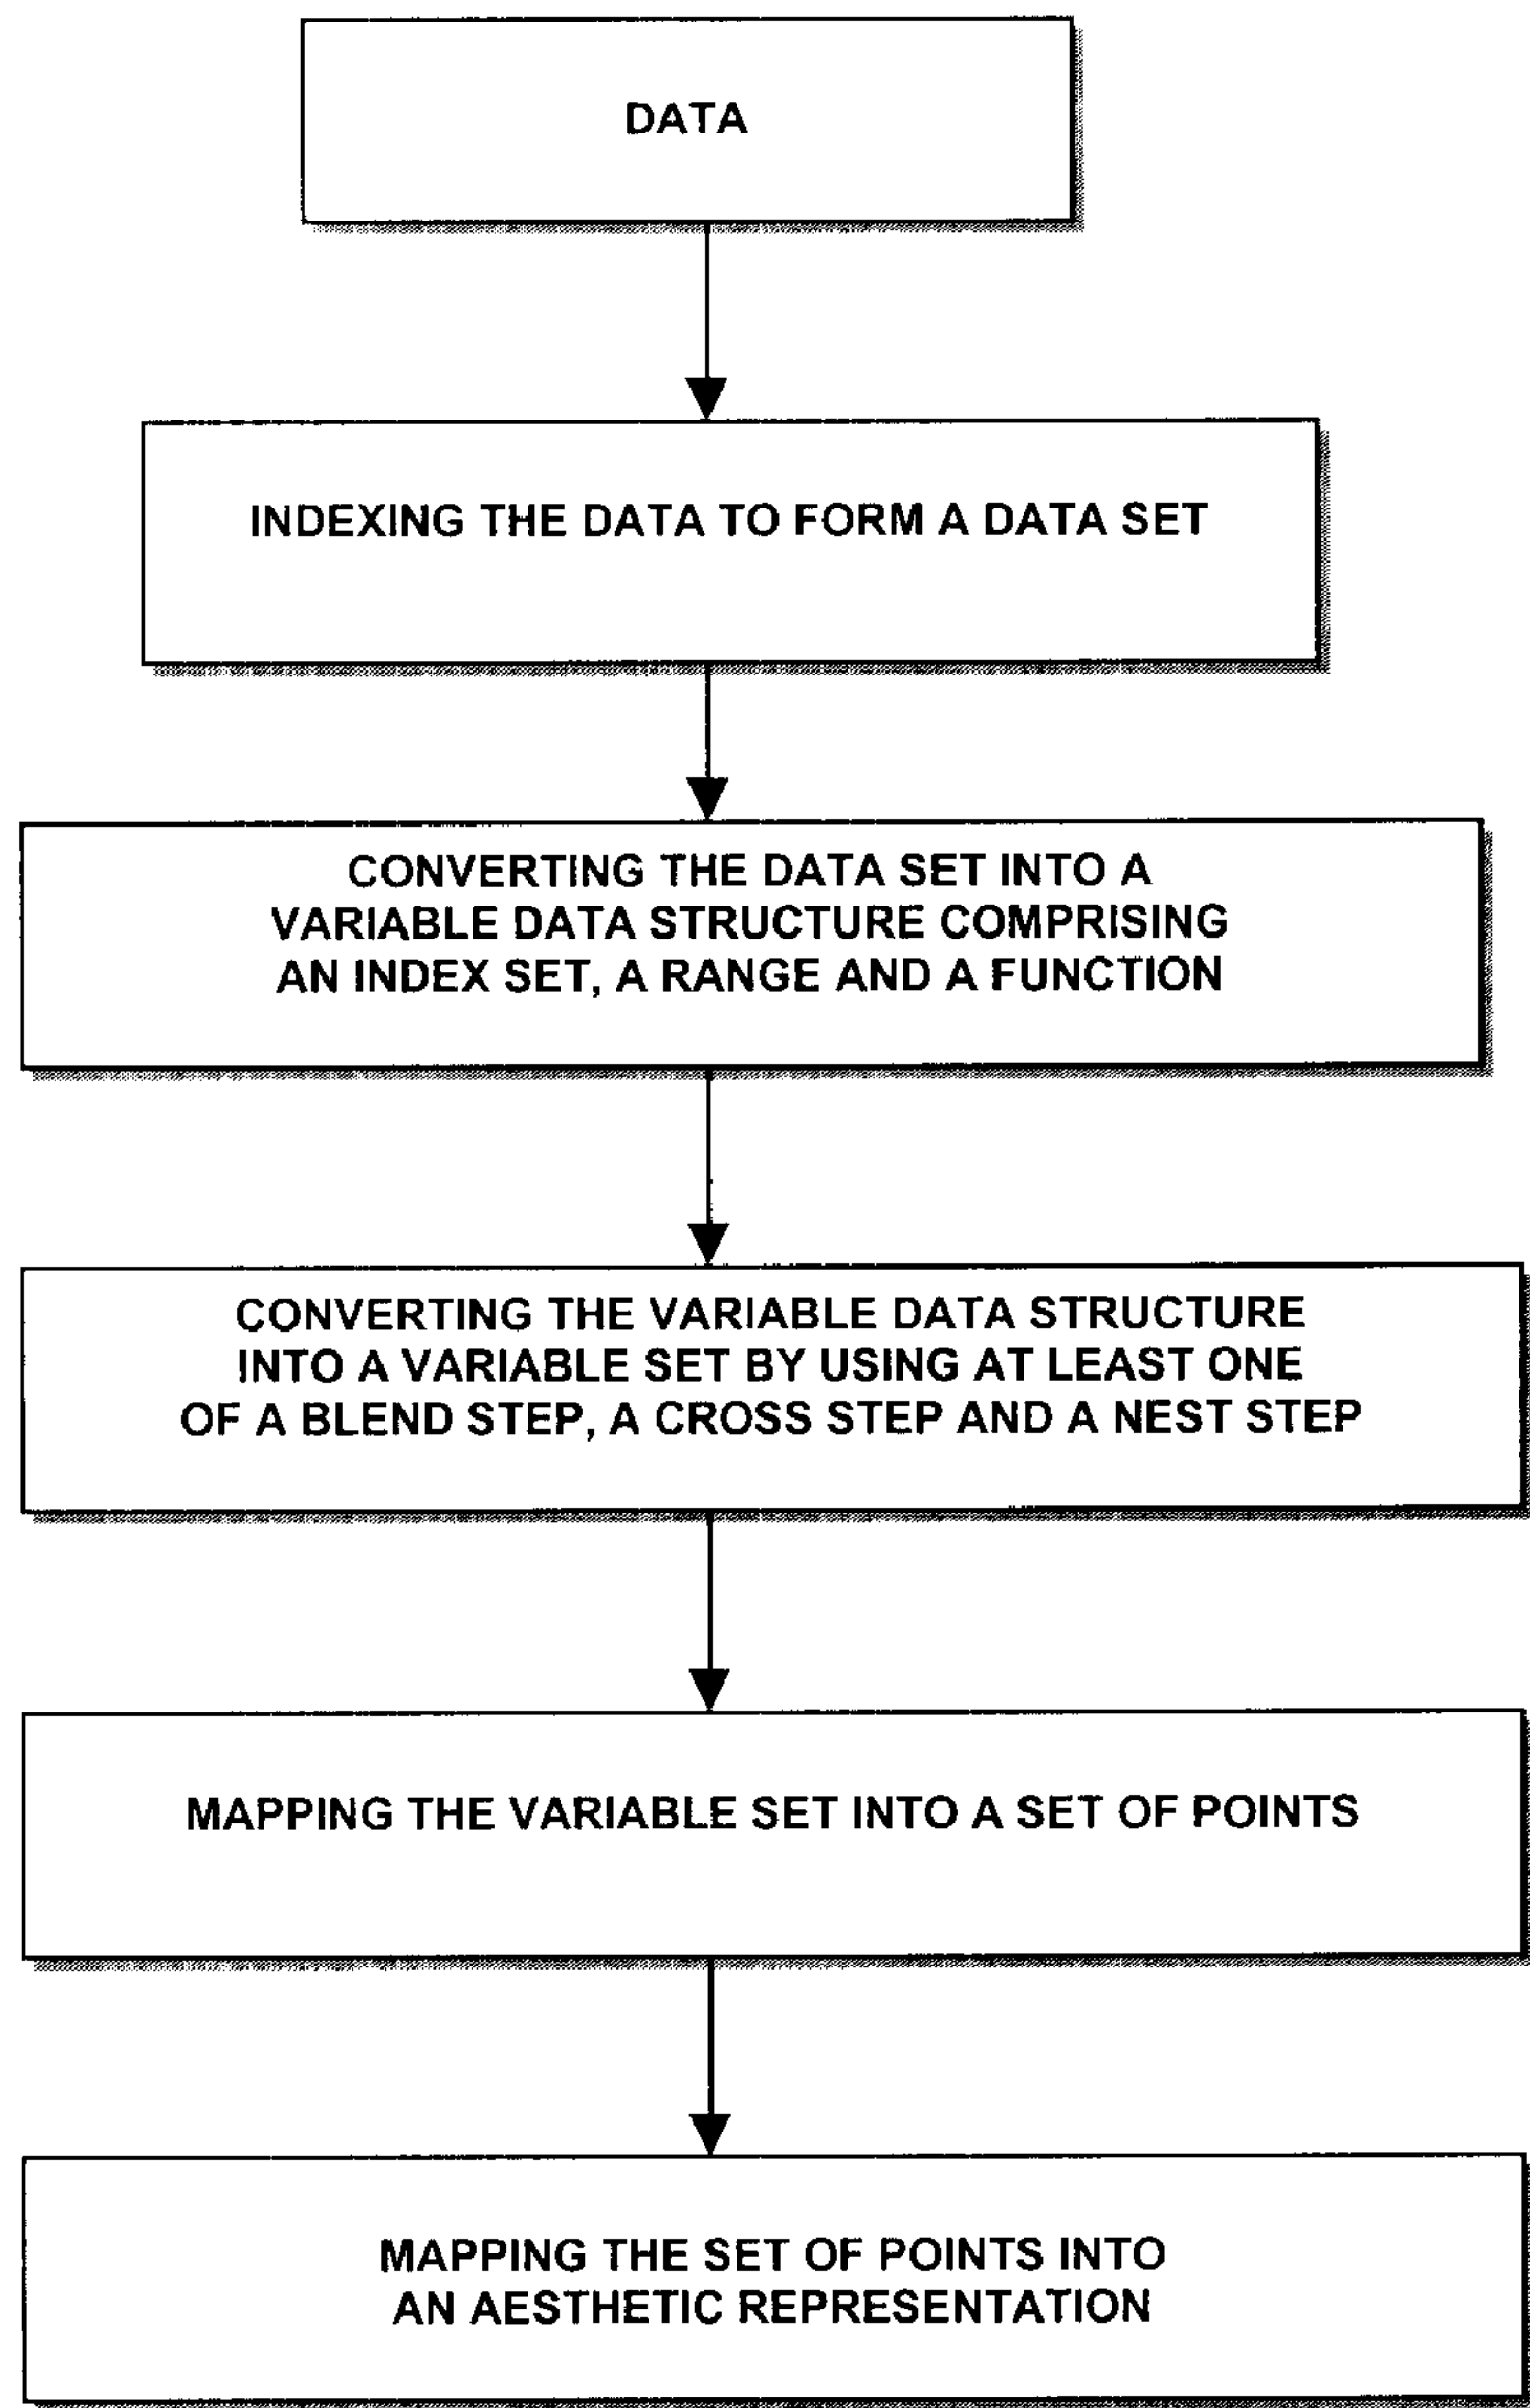 DATA
INDEXING THE DATA TO FORM A DATA SET
CONVERTING THE DATA SET INTO A
VARIABLE DATA STRUCTURE COMPRISING
AN INDEX SET, A RANGE AND A FUNCTION
CONVERTING THE VARIABLE DATA STRUCTURE
INTO A VARIABLE SET BY USING AT LEAST ONE
OF A BLEND STEP, A CROSS STEP AND A NEST STEP
MAPPING THE VARIABLE SET INTO A SET OF POINTS
MAPPING THE SET OF POINTS INTO
AN AESTHETIC REPRESENTATION